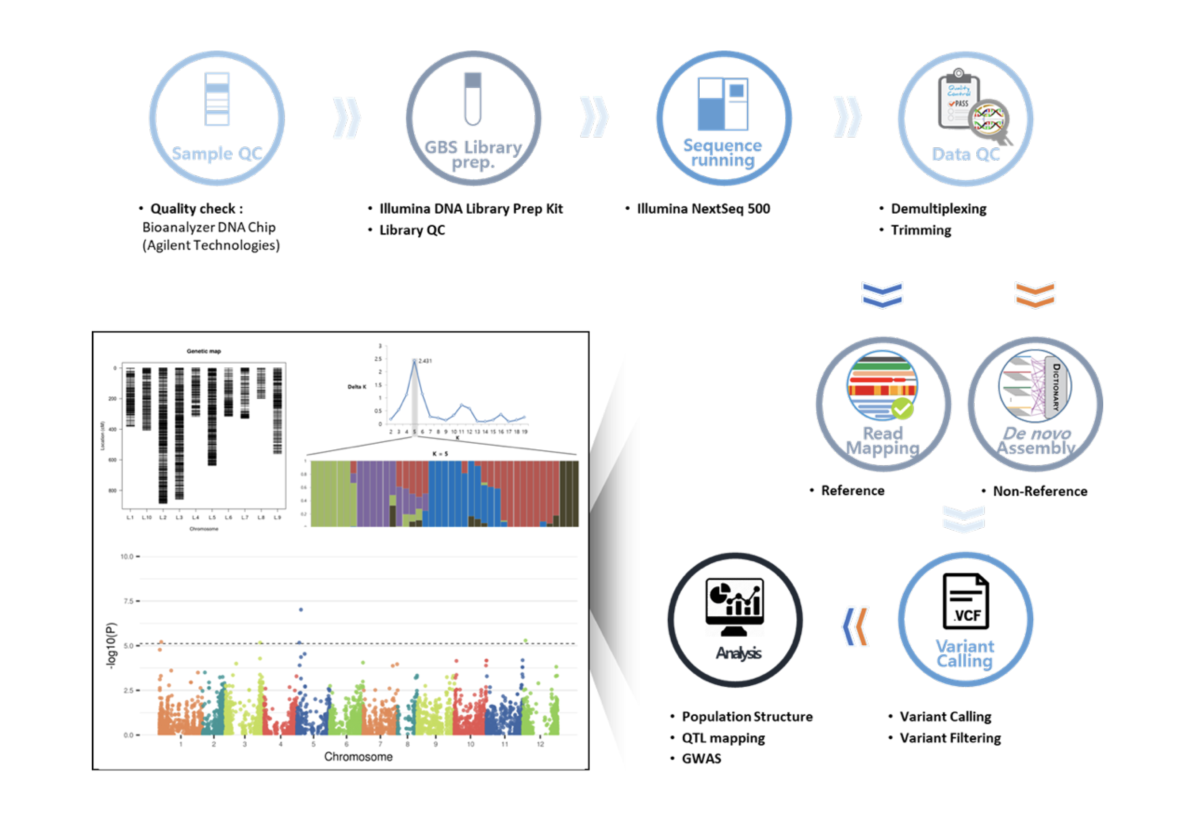 Sample QC
GBS Library
prep.
Sequence
running
Quality
Control
PASS
Data QC
• Quality check :
Bioanalyzer DNA Chip
(Agilent Technologies)
• Illumina DNA Library Prep Kit
• Library QC
• Illumina NextSeq 500
• Demultiplexing
• Trimming
Read
Mapping
DICTIONARY
De novo
Assembly
• Reference
• Non-Reference
.VCF
Variant
Calling
• Variant Calling
• Variant Filtering
Analysis
• Population Structure
• QTL mapping
• GWAS
Genetic map
0
200
400
600
800
Location (cM)
L.1 L.10 L.2 L.3 L.4 L.5 L.6 L.7 L.8 L.9
Chromosome
3
2.5
2
1.5
1
0.5
0
Delta K
2.431
2 3 4 5 6 7 8 9 10 11 12 13 14 15 16 17 18 19
K
K = 5
1
0.8
0.6
0.4
0.2
0
10.0
7.5
5.0
2.5
0.0
-log10(P)
1 2 3 4 5 6 7 8 9 10 11 12
Chromosome